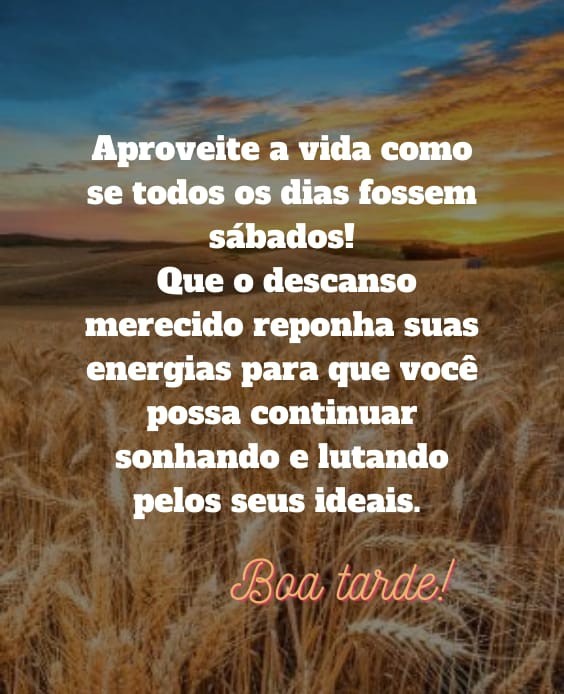 Aproveite a vida como
se todos os dias fossem
sábados!
Que o descanso
merecido reponha suas
energias para que você
possa continuar
sonhando e lutando
pelos seus ideais.
Boa tarde!